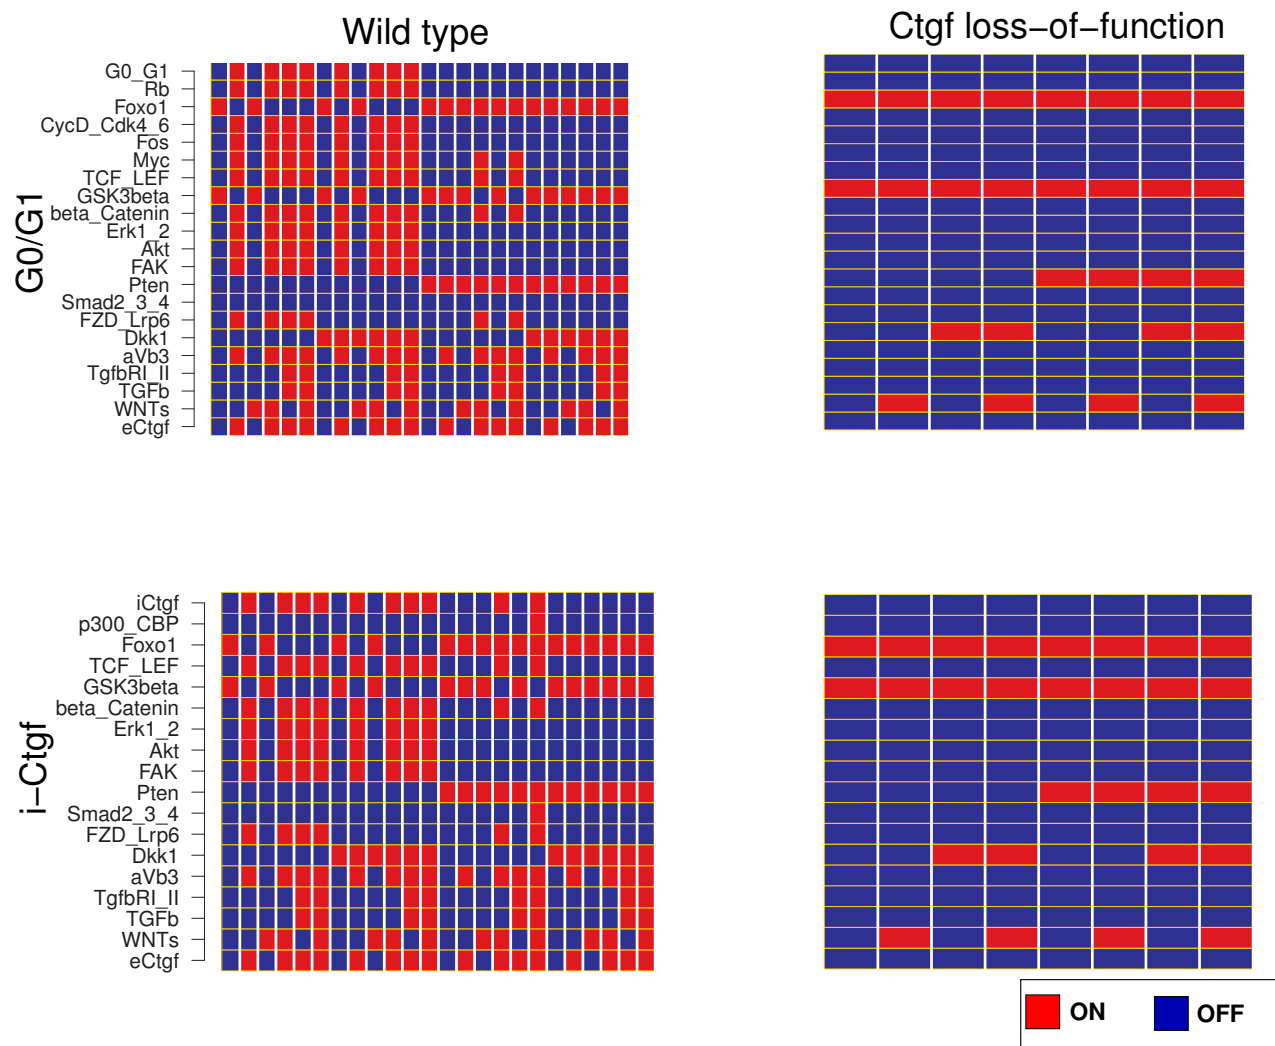 Wild type
Ctgf loss−of−function
G0/G1
G0_G1
Rb
Foxo1
CycD_Cdk4_6
Fos
Myc
TCF_LEF
GSK3beta
beta_Catenin
Erk1_2
Akt
FAK
Pten
Smad2_3_4
FZD_Lrp6
Dkk1
aVb3
TgfbRI_II
TGFb
WNTs
eCtgf
i−Ctgf
iCtgf
p300_CBP
Foxo1
TCF_LEF
GSK3beta
beta_Catenin
Erk1_2
Akt
FAK
Pten
Smad2_3_4
FZD_Lrp6
Dkk1
aVb3
TgfbRI_II
TGFb
WNTs
eCtgf
ON
OFF